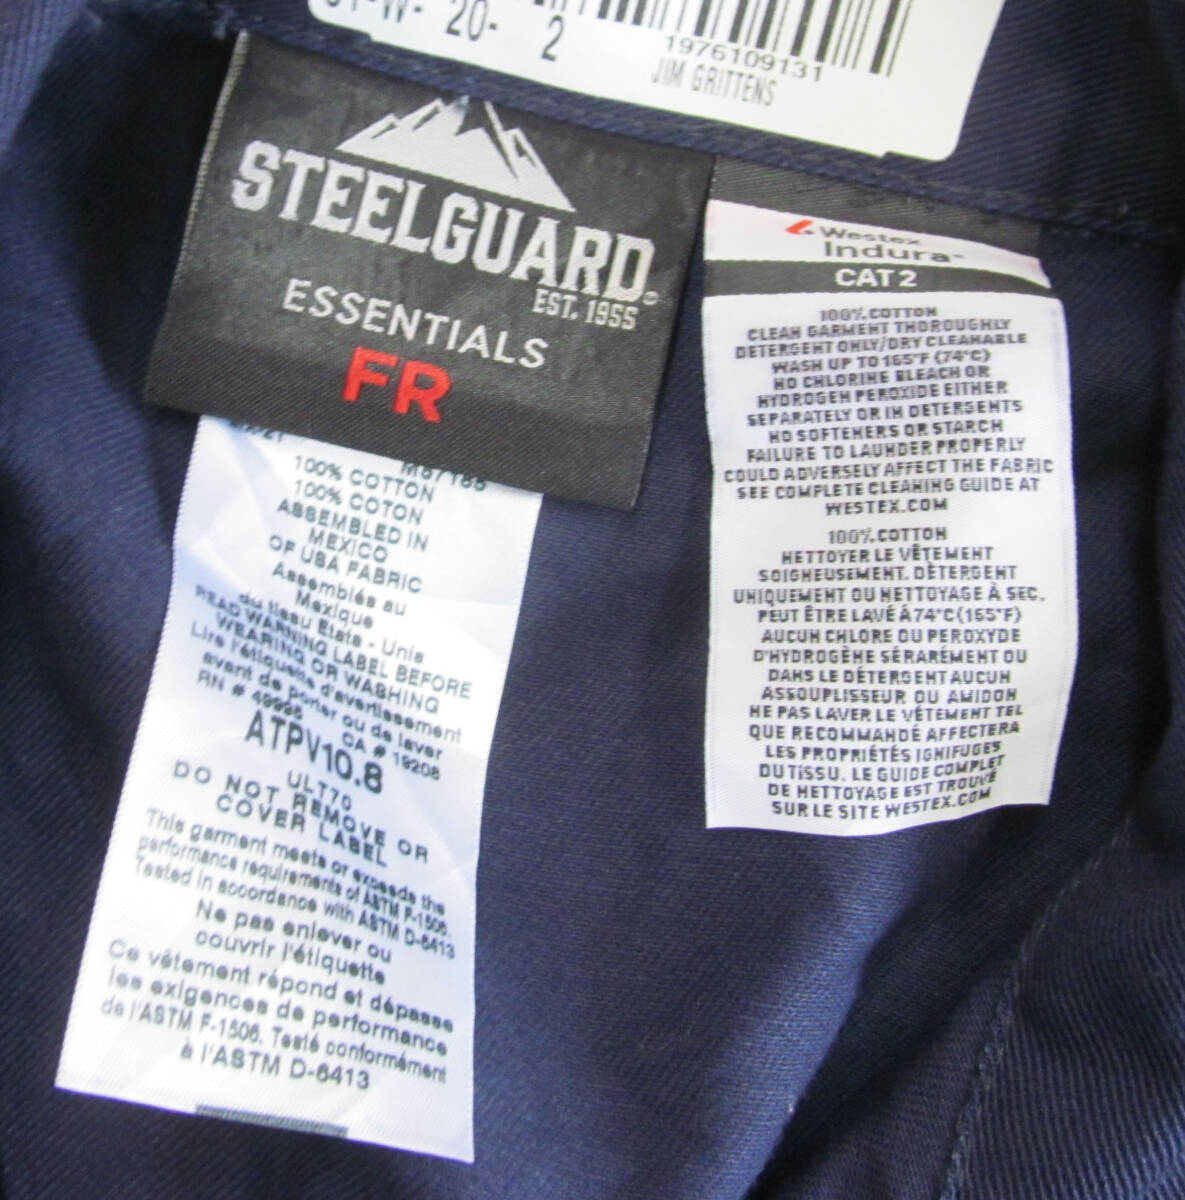 20- 2
1976109131
JIM GRITTENS
STEELGUARD
EST. 1955
ESSENTIALS
FR
100% COTTON
100% COTON
ASSEMBLED IN
MEXICO
OF USA FABRIC
Assemblés au
Mexique
du tissu États - Unis
READ WARNING LABEL BEFORE
WEARING OR WASHING
Lire l'étiquette d'avertissement
avant de porter ou de laver
RN # 49996 CA # 19208
ATPV10.8
ULT70
DO NOT REMOVE OR
COVER LABEL
This garment meets or exceeds the
performance requirements of ASTM F-1506.
Tested in accordance with ASTM D-6413
Ne pas enlever ou
couvrir l'étiquette
Ce vêtement répond et dépasse
les exigences de performance
de l'ASTM F-1506. Testé conformément
à l'ASTM D-6413
Westex
Indura
CAT 2
100% COTTON
CLEAN GARMENT THOROUGHLY
DETERGENT ONLY/DRY CLEANABLE
WASH UP TO 165°F (74°C)
NO CHLORINE BLEACH OR
HYDROGEN PEROXIDE EITHER
SEPARATELY OR IN DETERGENTS
NO SOFTENERS OR STARCH
FAILURE TO LAUNDER PROPERLY
COULD ADVERSELY AFFECT THE FABRIC
SEE COMPLETE CLEANING GUIDE AT
WESTEX.COM
100% COTTON
NETTOYER LE VÊTEMENT
SOIGNEUSEMENT. DÉTERGENT
UNIQUEMENT OU NETTOYAGE À SEC.
PEUT ÊTRE LAVÉ À 74°C (165°F)
AUCUN CHLORE OU PEROXYDE
D'HYDROGÈNE SÉRARÉMENT OU
DANS LE DÉTERGENT AUCUN
ASSOUPLISSEUR OU AMIDON
NE PAS LAVER LE VÊTEMENT TEL
QUE RECOMMANDÉ AFFECTERA
LES PROPRIÉTÉS IGNIFUGES
DU TISSU. LE GUIDE COMPLET
DE NETTOYAGE EST TROUVÉ
SUR LE SITE WESTEX.COM